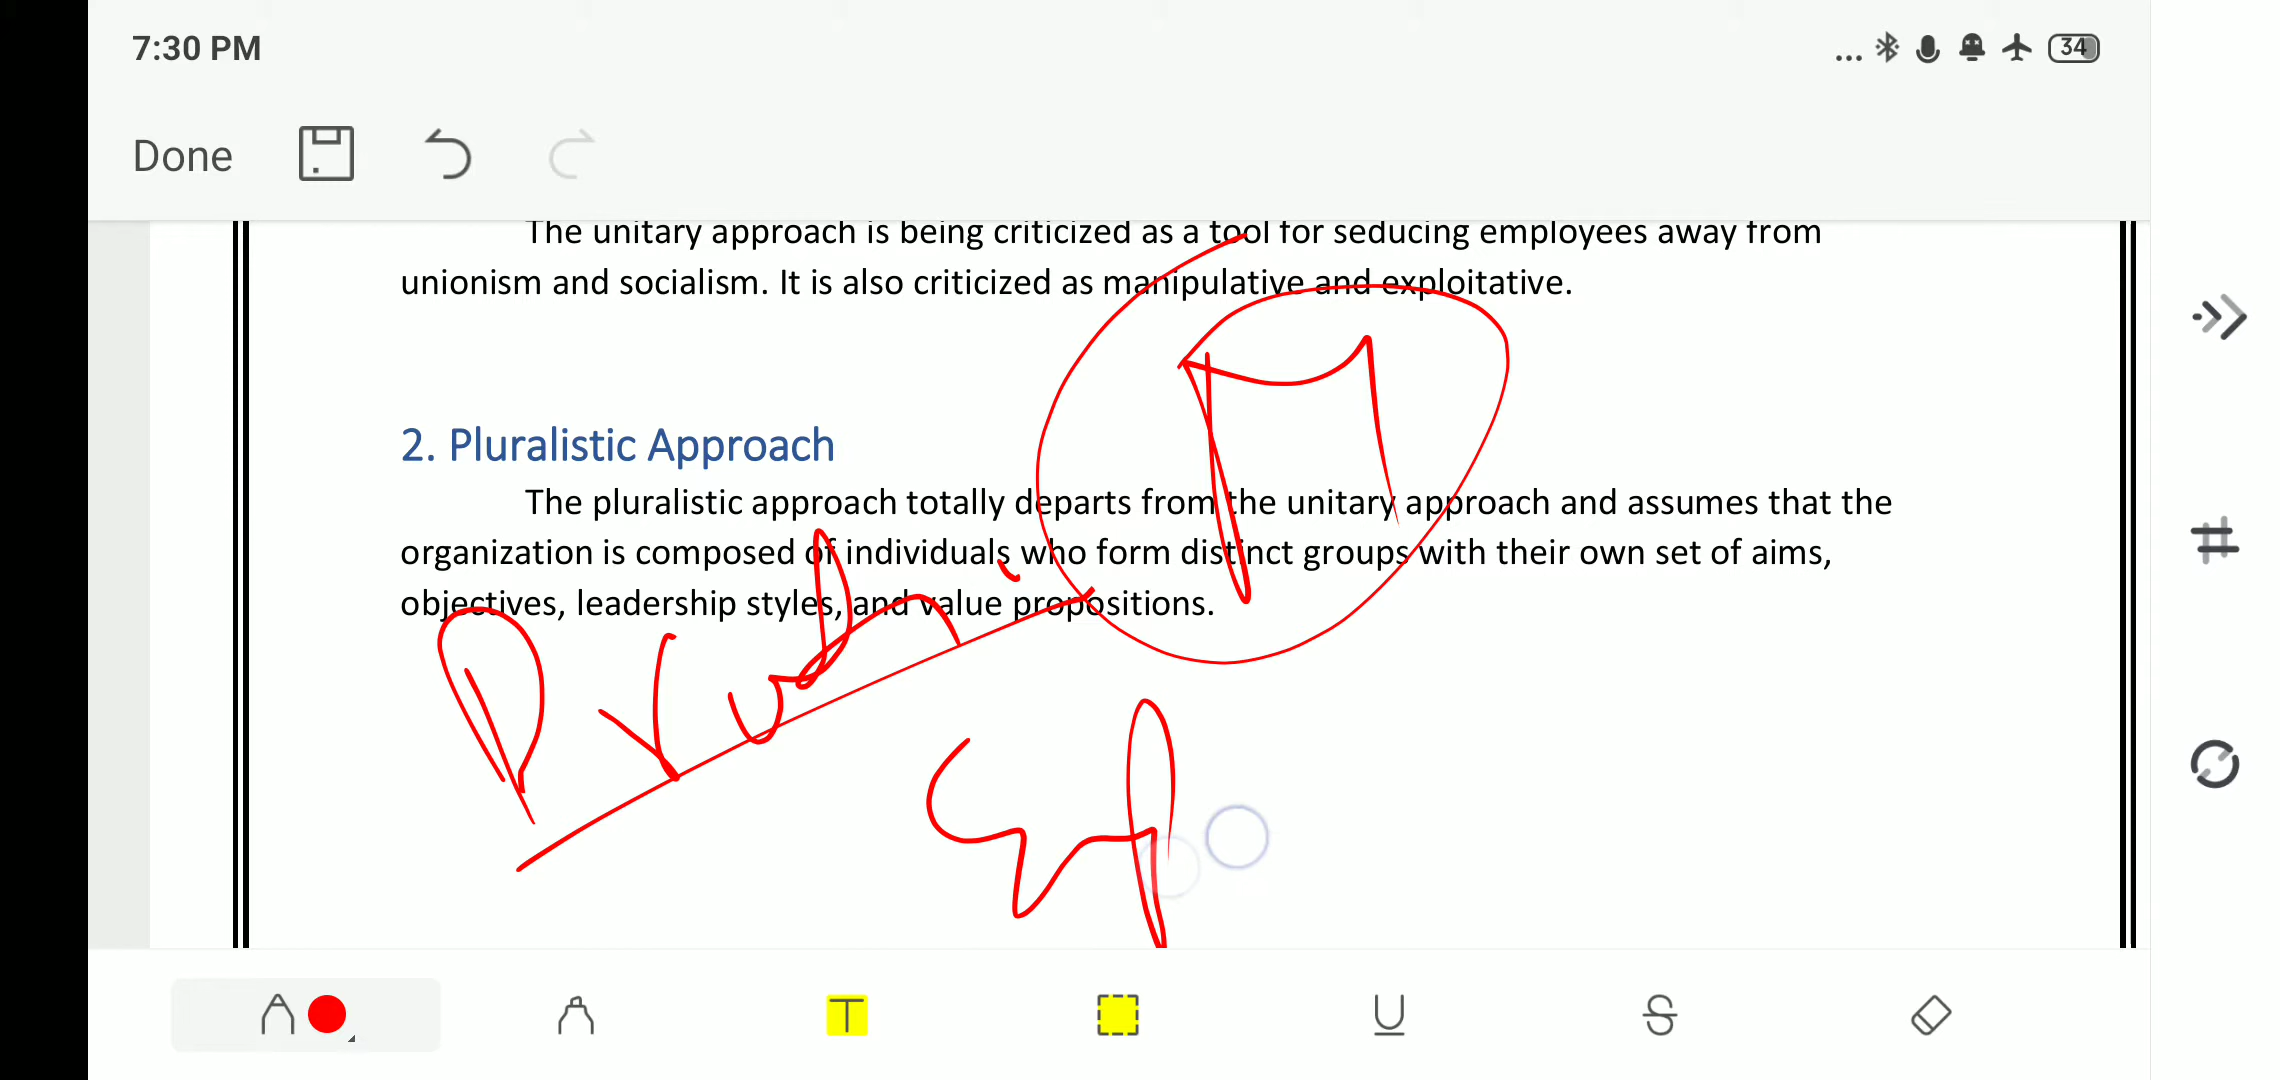 7:30 PM
... 34
Done
The unitary approach is being criticized as a tool for seducing employees away from
unionism and socialism. It is also criticized as manipulative and exploitative.
2. Pluralistic Approach
The pluralistic approach totally departs from the unitary approach and assumes that the
organization is composed of individuals who form distinct groups with their own set of aims,
objectives, leadership styles, and value propositions.
T
U
S